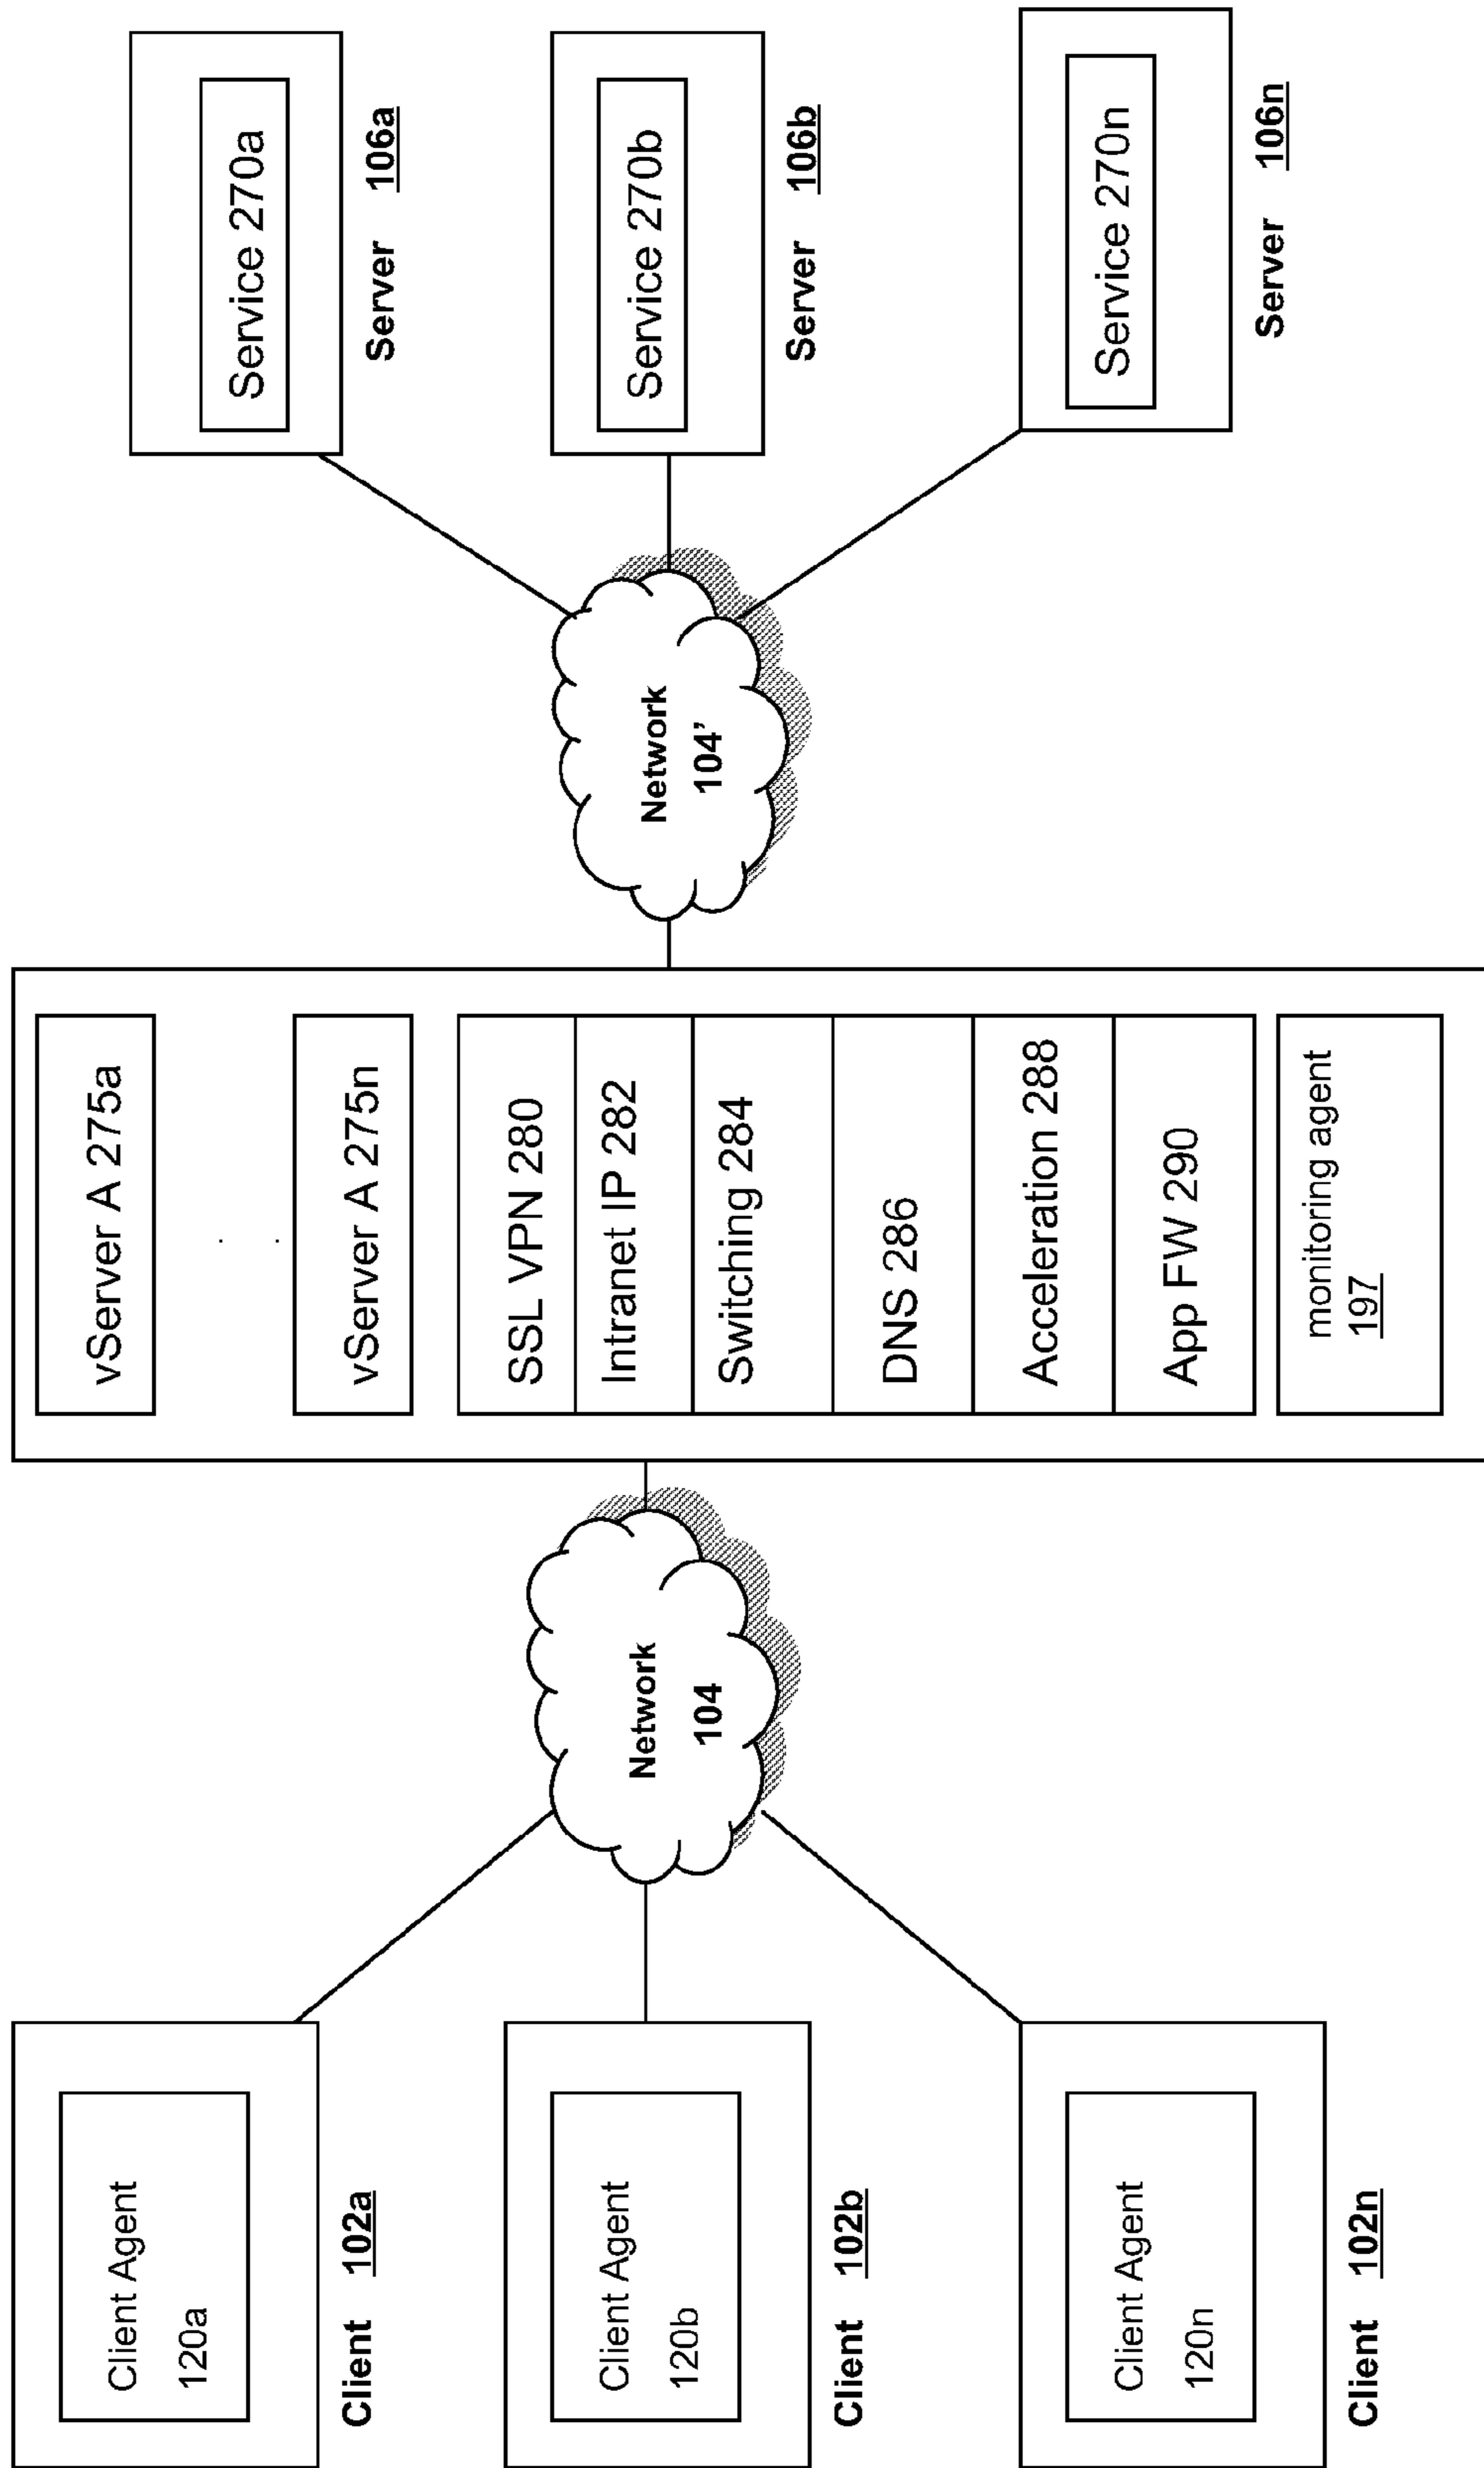 Client Agent
120a
Client 102a
Client Agent
120b
Client 102b
Client Agent
120n
Client 102n
Network
104
vServer A 275a
.
.
vServer A 275n
SSL VPN 280
Intranet IP 282
Switching 284
DNS 286
Acceleration 288
App FW 290
monitoring agent
197
Network
104’
Service 270a
Server 106a
Service 270b
Server 106b
Service 270n
Server 106n